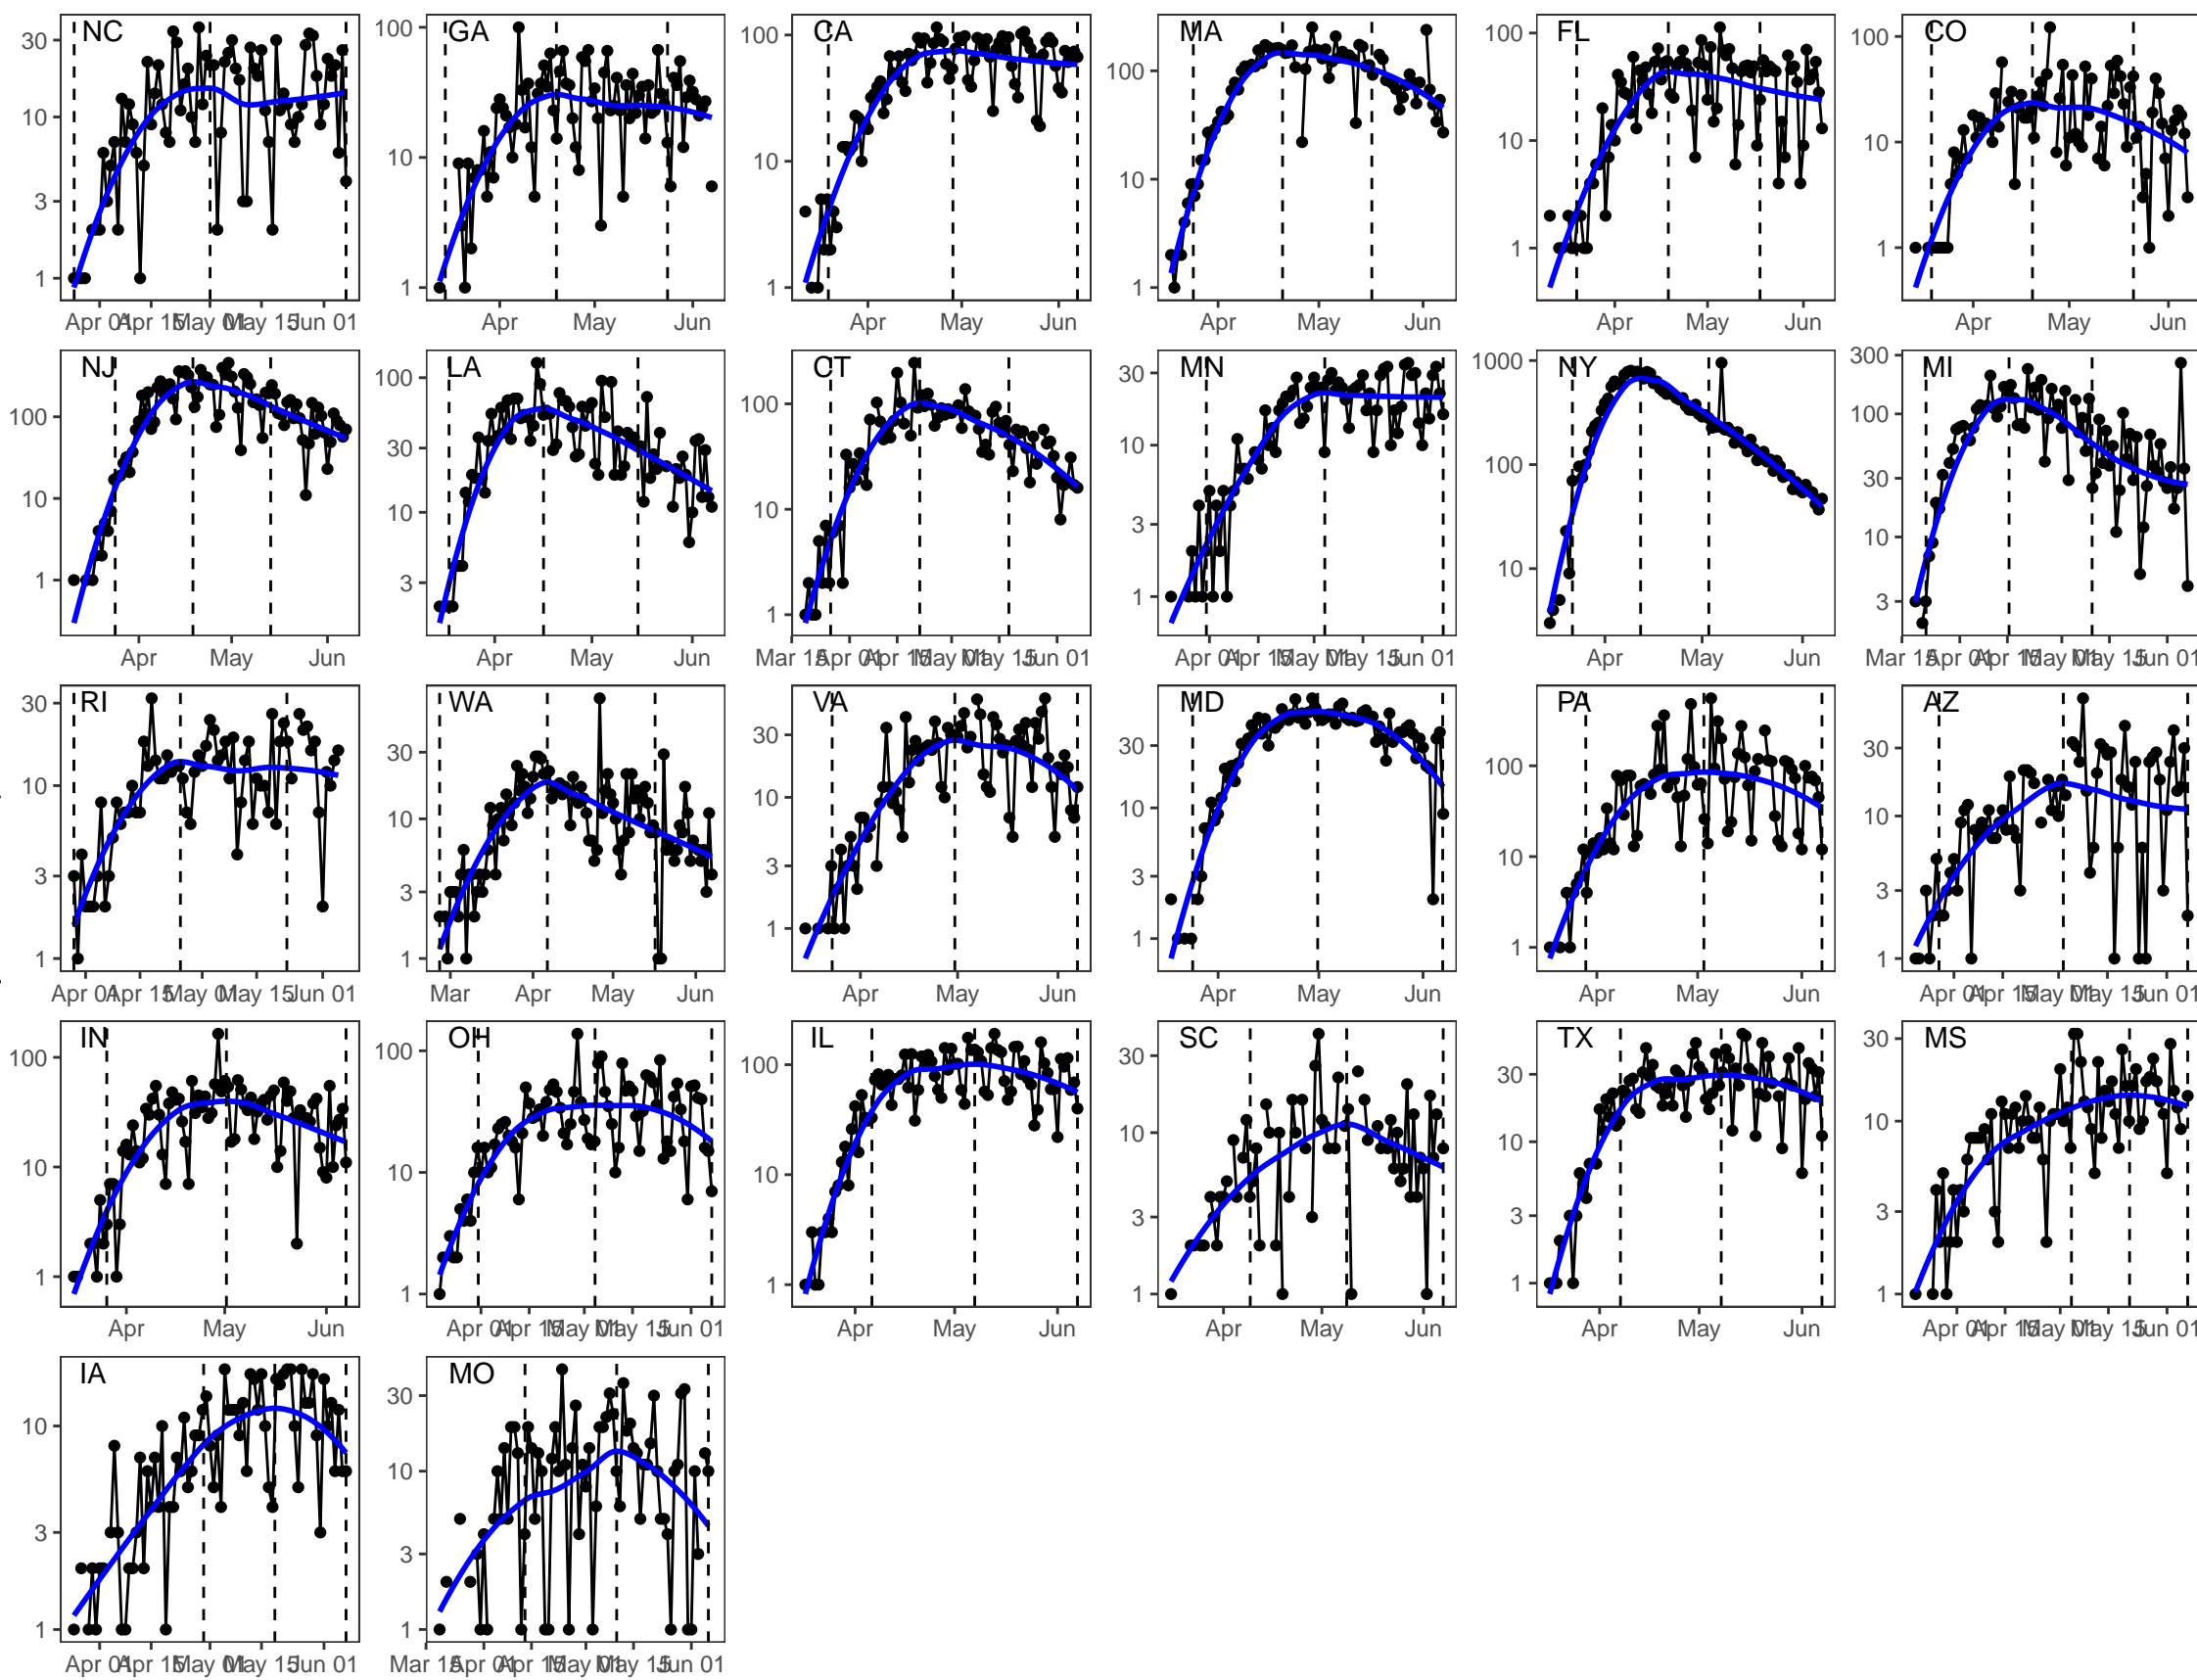 NC GA CA MA FL CO
30 100 100 100 100 100
10 10 10 10 10 10
3
1 1 1 1 1 1
Apr 01 Apr 15 May 01 May 15 Jun 01 Apr May Jun Apr May Jun Apr May Jun Apr May Jun Apr May Jun
NJ LA CT MN NY MI
100 10 1
100 30 10 3
100 10 1
30 10 3 1
1000 100 10
300 100 30 10 3
Apr May Jun Apr May Jun Mar 15 Apr 01 Apr 15 May 01 May 15 Jun 01 Apr 01 Apr 15 May 01 May 15 Jun 01 Apr May Jun Mar 15 Apr 01 Apr 15 May 01 May 15 Jun 01
RI WA VA MD PA AZ
30 10 3 1
30 10 3 1
30 10 3 1
30 10 3 1
100 10 1
30 10 3 1
Apr 01 Apr 15 May 01 May 15 Jun 01 Mar Apr May Jun Apr May Jun Apr May Jun Apr May Jun Apr 01 Apr 15 May 01 May 15 Jun 01
IN OH IL SC TX MS
100 10 1
100 10 1
100 10 1
30 10 3 1
30 10 3 1
30 10 3 1
Apr May Jun Apr 01 Apr 15 May 01 May 15 Jun 01 Apr May Jun Apr May Jun Apr May Jun Apr 01 Apr 15 May 01 May 15 Jun 01
IA MO
10 3 1
30 10 3 1
Apr 01 Apr 15 May 01 May 15 Jun 01 Mar 15 Apr 01 Apr 15 May 01 May 15 Jun 01